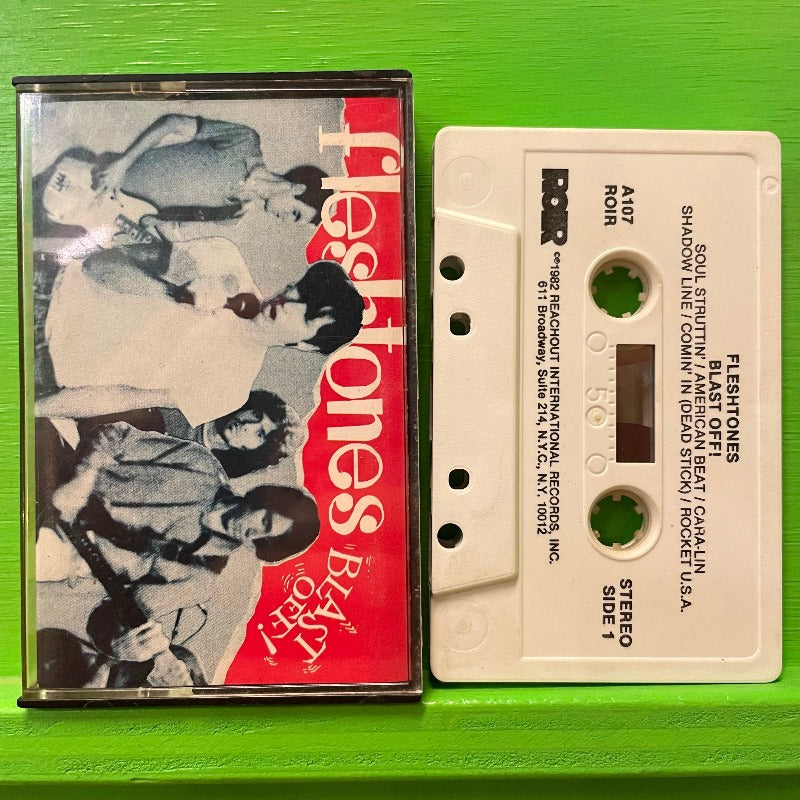 fleshtones
BLAST
OFF!
FLESHTONES
BLAST OFF!
SOUL STRUTTIN' / AMERICAN BEAT / CARA-LIN
SHADOW LINE / COMIN' IN (DEAD STICK) / ROCKET U.S.A.
A107
ROIR
STEREO
SIDE 1
50
ROIR
©℗1982 REACHOUT INTERNATIONAL RECORDS, INC.
611 Broadway, Suite 214, N.Y.C., N.Y. 10012